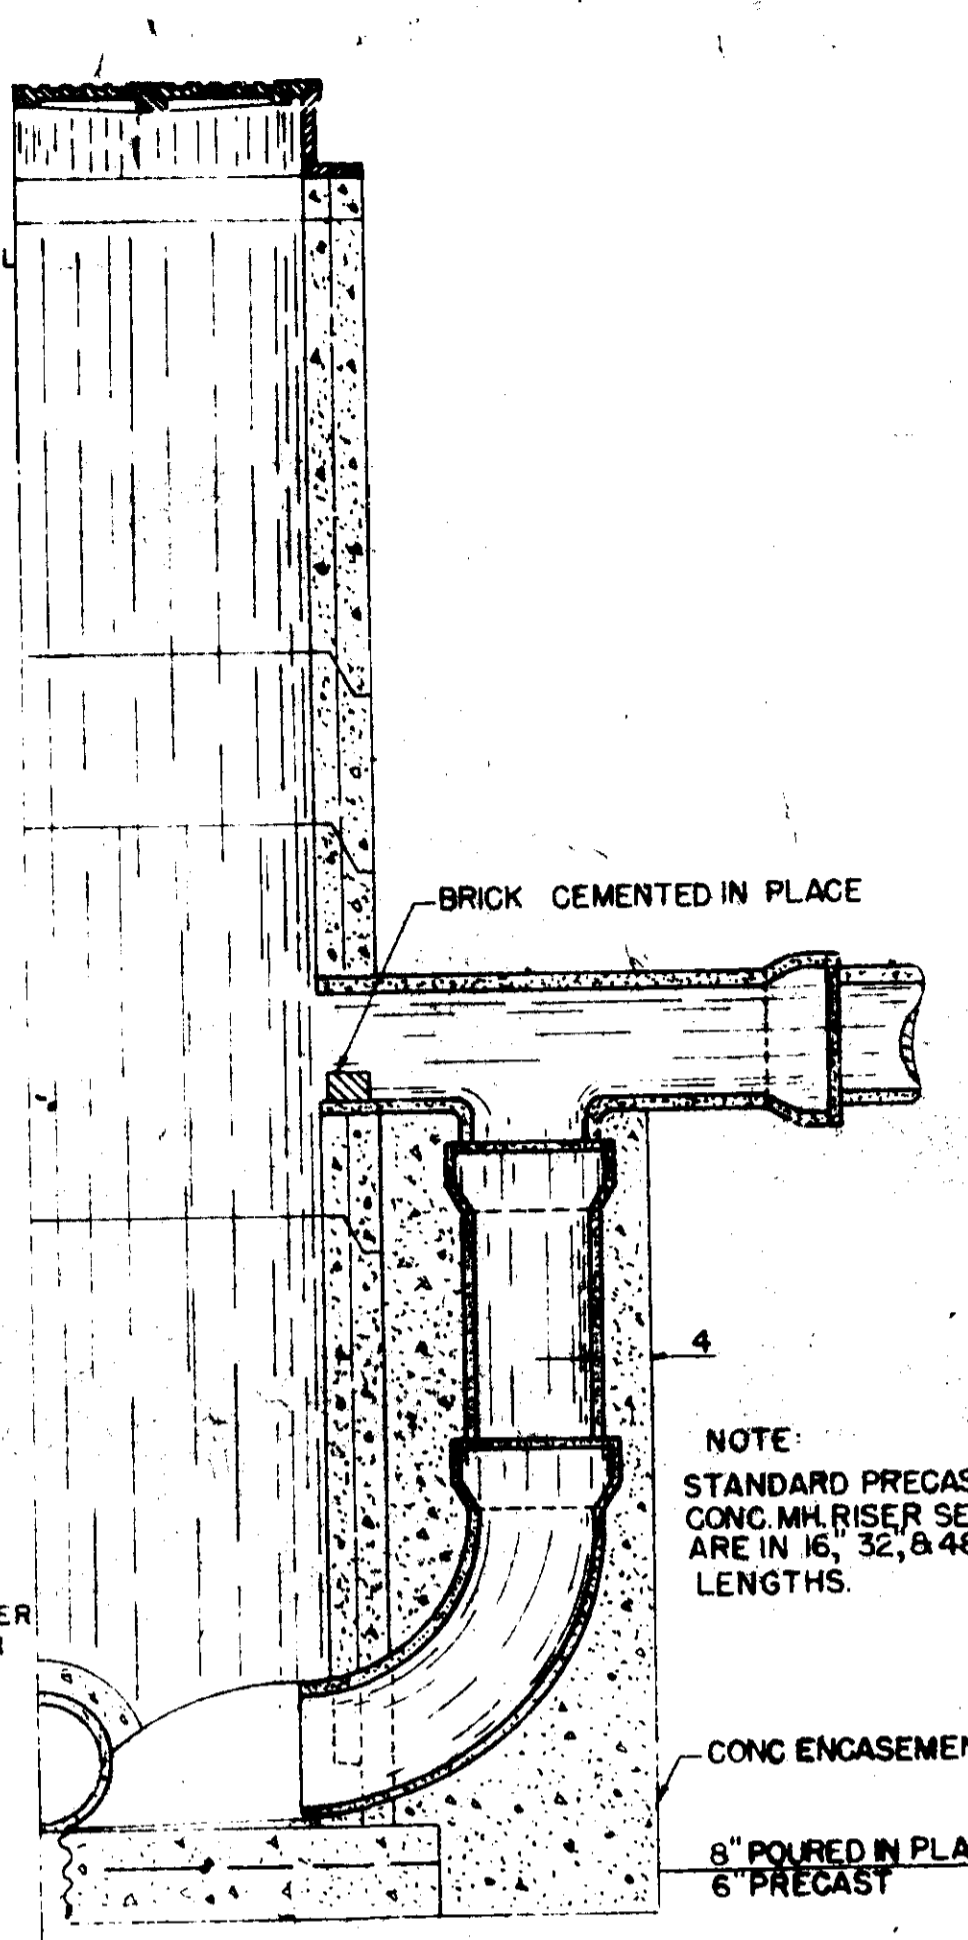 BRICK CEMENTED IN PLACE
4
NOTE:
STANDARD PRECAS
CONC. MH. RISER SE
ARE IN 16," 32," & 48
LENGTHS.
ER
CONC ENCASEMEN
8" POURED IN PLA
6" PRECAST